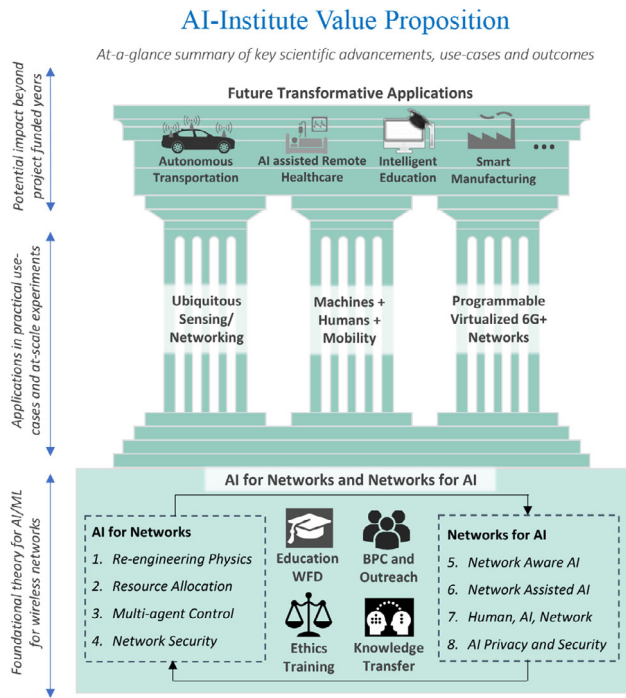 AI-Institute Value Proposition
At-a-glance summary of key scientific advancements, use-cases and outcomes
Potential impact beyond
project funded years
Future Transformative Applications
Autonomous
Transportation
AI assisted Remote
Healthcare
Intelligent
Education
Smart
Manufacturing
...
Applications in practical use-
cases and at-scale experiments
Ubiquitous
Sensing/
Networking
Machines +
Humans +
Mobility
Programmable
Virtualized 6G+
Networks
Foundational theory for AI/ML
for wireless networks
AI for Networks and Networks for AI
AI for Networks
1. Re-engineering Physics
2. Resource Allocation
3. Multi-agent Control
4. Network Security
Education
WFD
BPC and
Outreach
Ethics
Training
Knowledge
Transfer
Networks for AI
5. Network Aware AI
6. Network Assisted AI
7. Human, AI, Network
8. AI Privacy and Security